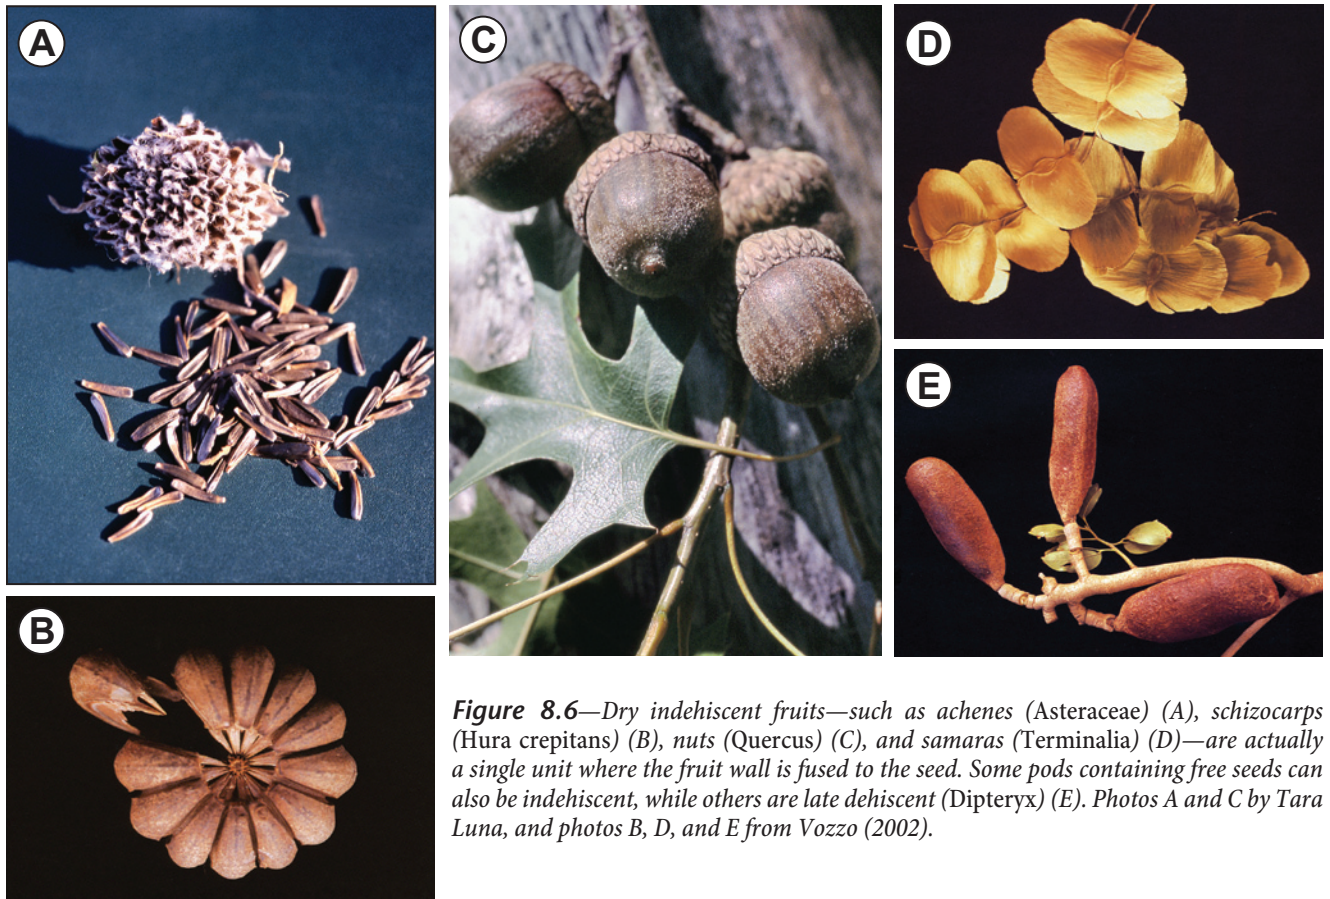 A
B
C
D
E
Figure 8.6—Dry indehiscent fruits—such as achenes (Asteraceae) (A), schizocarps
(Hura crepitans) (B), nuts (Quercus) (C), and samaras (Terminalia) (D)—are actually
a single unit where the fruit wall is fused to the seed. Some pods containing free seeds can
also be indehiscent, while others are late dehiscent (Dipteryx) (E). Photos A and C by Tara
Luna, and photos B, D, and E from Vozzo (2002).